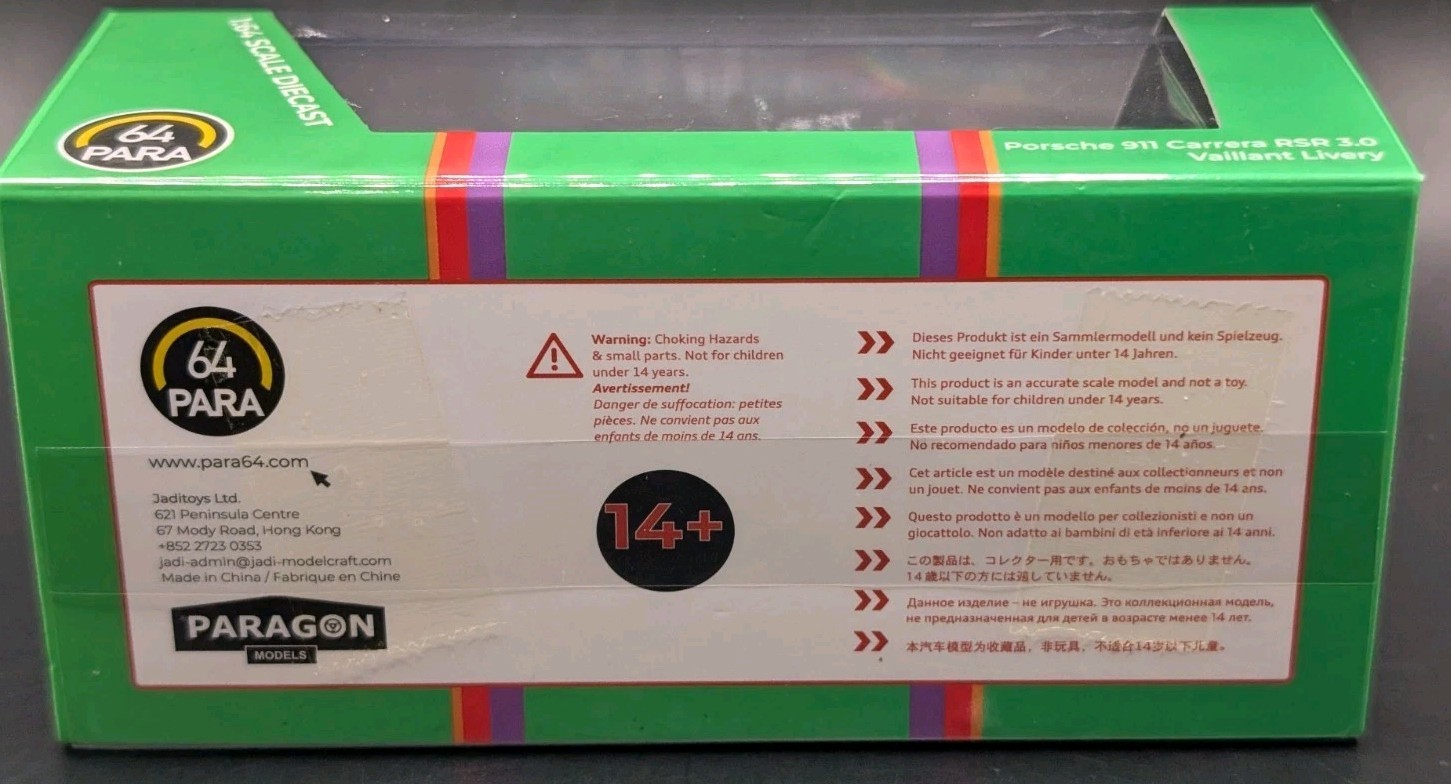 1:64 SCALE DIECAST
64
PARA
Porsche 911 Carrera RSR 3.0
Vaillant Livery
64
PARA
www.para64.com
Jaditoys Ltd.
621 Peninsula Centre
67 Mody Road, Hong Kong
+852 2723 0353
jadi-admin@jadi-modelcraft.com
Made in China / Fabrique en Chine
PARAGON
MODELS
Warning: Choking Hazards
& small parts. Not for children
under 14 years.
Avertissement!
Danger de suffocation: petites
pièces. Ne convient pas aux
enfants de moins de 14 ans.
14+
Dieses Produkt ist ein Sammlermodell und kein Spielzeug.
Nicht geeignet für Kinder unter 14 Jahren.
This product is an accurate scale model and not a toy.
Not suitable for children under 14 years.
Este producto es un modelo de colección, no un juguete.
No recomendado para niños menores de 14 años.
Cet article est un modèle destiné aux collectionneurs et non
un jouet. Ne convient pas aux enfants de moins de 14 ans.
Questo prodotto è un modello per collezionisti e non un
giocattolo. Non adatto ai bambini di età inferiore ai 14 anni.
この製品は、コレクター用です。おもちゃではありません。
14歳以下の方には適していません。
Данное изделие – не игрушка. Это коллекционная модель,
не предназначенная для детей в возрасте менее 14 лет.
本汽车模型为收藏品，非玩具，不适合14岁以下儿童。